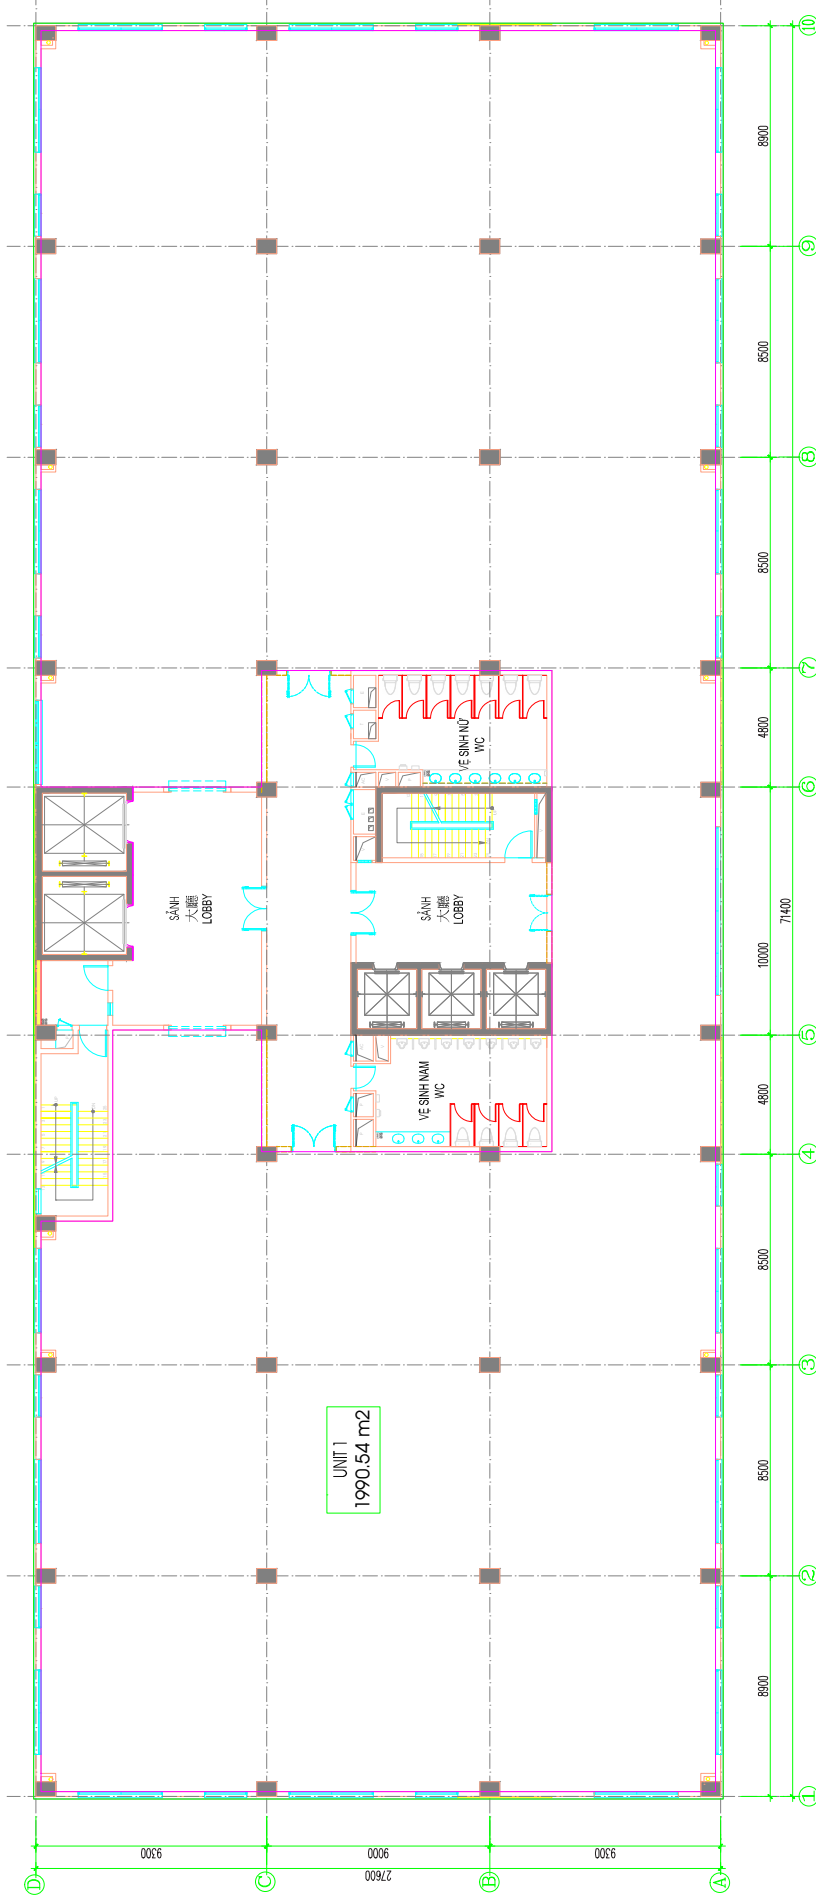 10
8900
9
8500
8
8500
7
4800
VỆ SINH NỮ
WC
6
SẢNH
大廳
LOBBY
SẢNH
大廳
LOBBY
10000
71400
5
VỆ SINH NAM
WC
4800
4
8500
3
UNIT 1
1990.54 m2
8500
2
8900
1
9300
9000
9300
27600
D
C
B
A